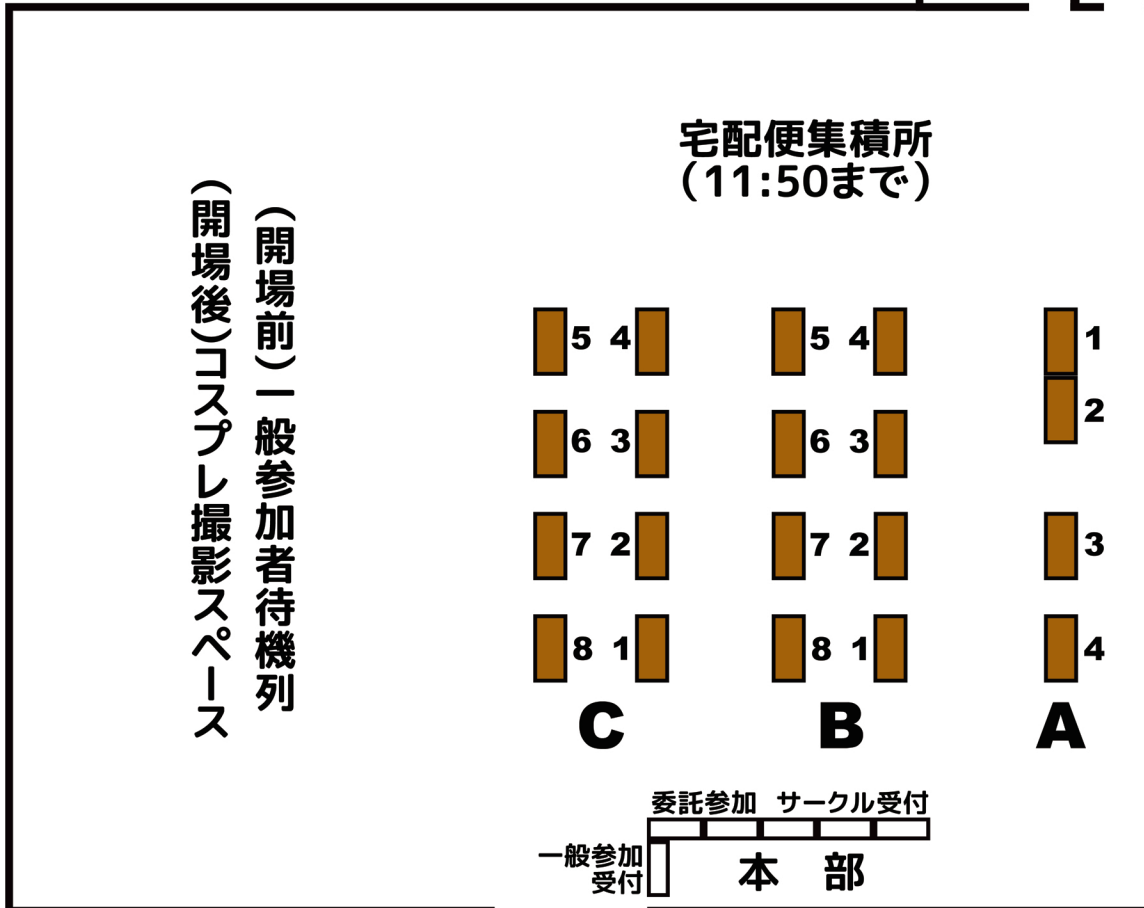 宅配便集積所
(11:50まで)
(開場前)一般参加者待機列
(開場後)コスプレ撮影スペース
5 4 5 4 1
2
6 3 6 3
7 2 7 2 3
8 1 8 1 4
C B A
委託参加 サークル受付
一般参加
受付
本部